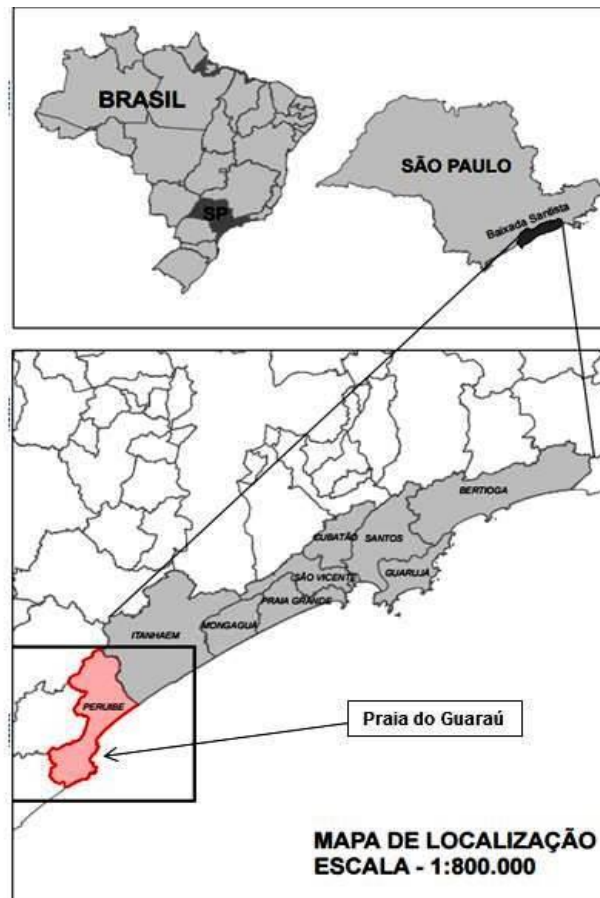 BRASIL
SP
SÃO PAULO
Baixada Santista
BERTIOGA
CUBATÃO
SANTOS
GUARUJÁ
SÃO VICENTE
PRAIA GRANDE
MONGAGUA
ITANHAEM
PERUIBE
Praia do Guaraú
MAPA DE LOCALIZAÇÃO
ESCALA - 1:800.000